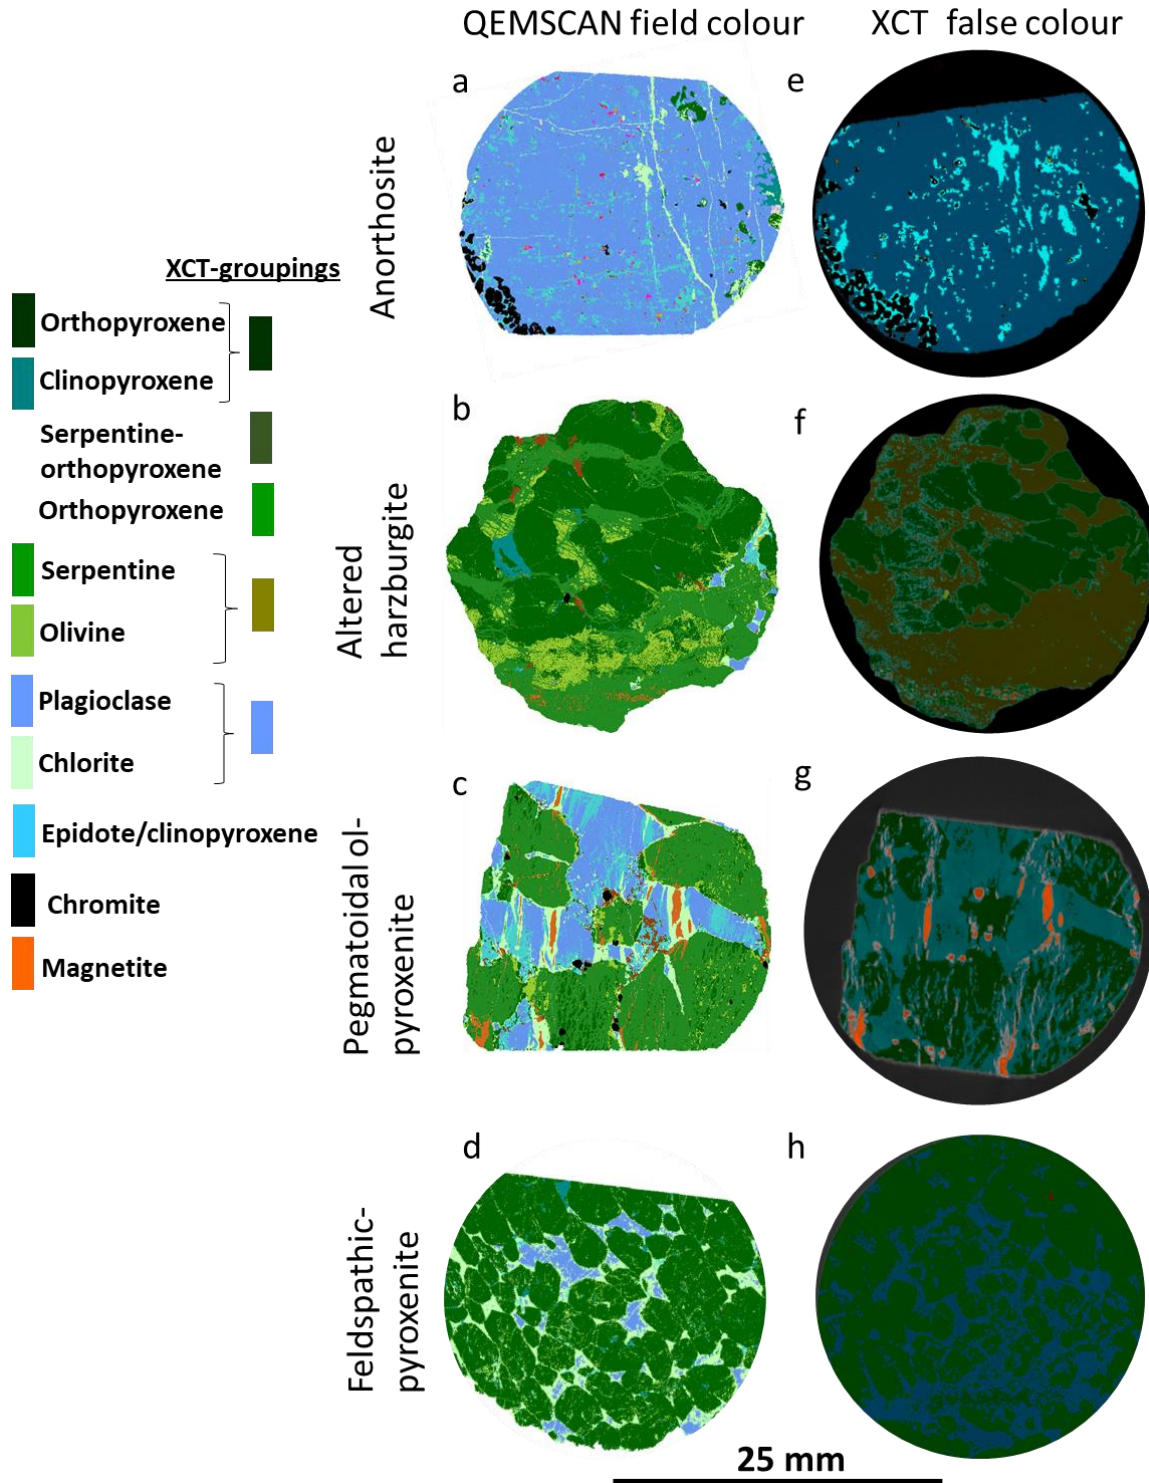 QEMSCAN field colour
XCT false colour
a
e
Anorthosite
XCT-groupings
Orthopyroxene
Clinopyroxene
Serpentine-
orthopyroxene
Orthopyroxene
Serpentine
Olivine
Plagioclase
Chlorite
Epidote/clinopyroxene
Chromite
Magnetite
b
f
Altered
harzburgite
c
g
Pegmatoidal ol-
pyroxenite
d
h
Feldspathic-
pyroxenite
25 mm